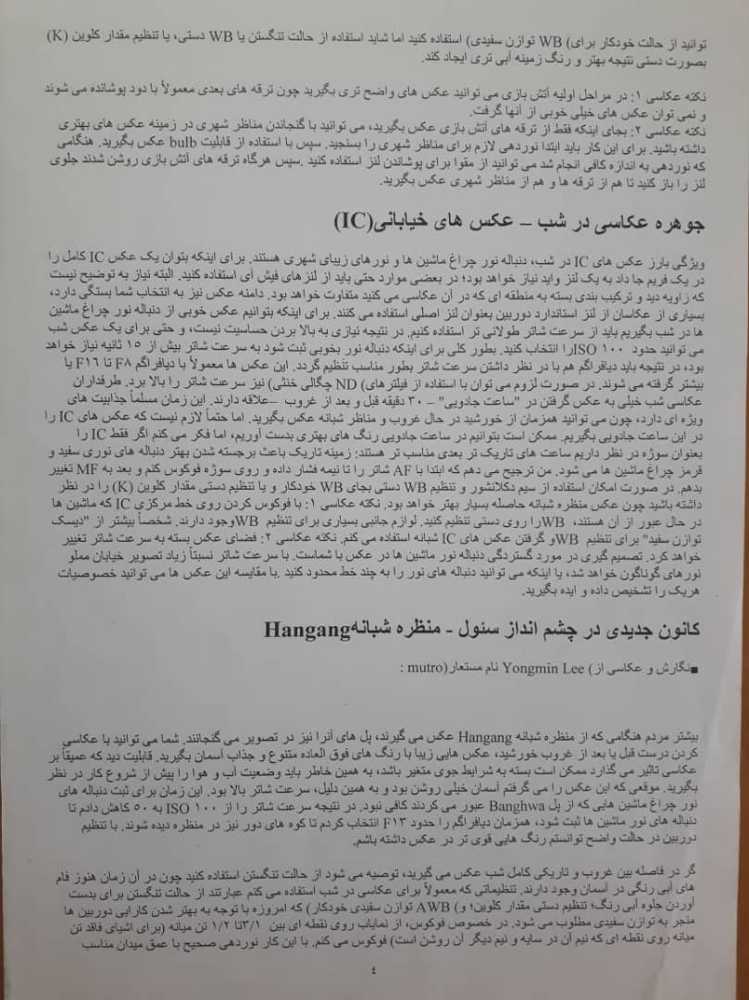 توانید از حالت خودکار برای) WB توازن سفیدی) استفاده کنید اما شاید استفاده از حالت تنگستن یا WB دستی، یا تنظیم مقدار کلوین (K)
بصورت دستی نتیجه بهتر و رنگ زمینه آبی تری ایجاد کند.
نکته عکاسی ۱: در مراحل اولیه آتش بازی می توانید عکس های واضح تری بگیرید چون ترقه های بعدی معمولاً با دود پوشانده می شوند
و نمی توان عکس های خیلی خوبی از آنها گرفت.
نکته عکاسی ۲: بجای اینکه فقط از ترقه های آتش بازی عکس بگیرید، می توانید با گنجاندن مناظر شهری در زمینه عکس های بهتری
داشته باشید. برای این کار باید ابتدا نوردهی لازم برای مناظر شهری را بسنجید. سپس با استفاده از قابلیت bulb عکس بگیرید. هنگامی
که نوردهی به اندازه کافی انجام شد می توانید از مقوا برای پوشاندن لنز استفاده کنید .سپس هرگاه ترقه های آتش بازی روشن شدند جلوی
لنز را باز کنید تا هم از ترقه ها و هم از مناظر شهری عکس بگیرید.
جوهره عکاسی در شب – عکس های خیابانی(IC)
ویژگی بارز عکس های IC در شب، دنباله نور چراغ ماشین ها و نورهای زیبای شهری هستند. برای اینکه بتوان یک عکس IC کامل را
در یک فریم جا داد به یک لنز واید نیاز خواهد بود؛ در بعضی موارد حتی باید از لنزهای فیش آی استفاده کنید. البته نیاز به توضیح نیست
که زاویه دید و ترکیب بندی بسته به منطقه ای که در آن عکاسی می کنید متفاوت خواهد بود. دامنه عکس نیز به انتخاب شما بستگی دارد،
بسیاری از عکاسان از لنز استاندارد دوربین بعنوان لنز اصلی استفاده می کنند. برای اینکه بتوانیم عکس خوبی از دنباله نور چراغ ماشین
ها در شب بگیریم باید از سرعت شاتر طولانی تر استفاده کنیم. در نتیجه نیازی به بالا بردن حساسیت نیست، و حتی برای یک عکس شب
می توانید حدود ISO ۱۰۰را انتخاب کنید. بطور کلی برای اینکه دنباله نور بخوبی ثبت شود به سرعت شاتر بیش از ۱۵ ثانیه نیاز خواهد
بود، در نتیجه باید دیافراگم هم با در نظر داشتن سرعت شاتر بطور مناسب تنظیم گردد. این عکس ها معمولاً با دیافراگم F۸ تا F۱۶ یا
بیشتر گرفته می شوند. در صورت لزوم می توان با استفاده از فیلترهای) ND چگالی خنثی) نیز سرعت شاتر را بالا برد. طرفداران
عکاسی شب خیلی به عکس گرفتن در "ساعت جادویی" – ۳۰ دقیقه قبل و بعد از غروب –علاقه دارند. این زمان مسلماً جذابیت های
ویژه ای دارد، چون می توانید همزمان از خورشید در حال غروب و مناظر شبانه عکس بگیرید. اما حتماً لازم نیست که عکس های IC را
در این ساعت جادویی بگیریم. ممکن است بتوانیم در ساعت جادویی رنگ های بهتری بدست آوریم، اما فکر می کنم اگر فقط IC را
بعنوان سوژه در نظر داریم ساعت های تاریک تر بعدی مناسب تر هستند: زمینه تاریک باعث برجسته شدن بهتر دنباله های نوری سفید و
قرمز چراغ ماشین ها می شود. من ترجیح می دهم که ابتدا با AF شاتر را تا نیمه فشار داده و روی سوژه فوکوس کنم و بعد به MF تغییر
بدهم. در صورت امکان استفاده از سیم دکلانشور و تنظیم WB دستی بجای WB خودکار و یا تنظیم دستی مقدار کلوین (K) را در نظر
داشته باشید چون عکس منظره شبانه حاصله بسیار بهتر خواهد بود. نکته عکاسی ۱: با فوکوس کردن روی خط مرکزی IC که ماشین ها
در حال عبور از آن هستند، WBرا روی دستی تنظیم کنید. لوازم جانبی بسیاری برای تنظیم WBوجود دارند. شخصاً بیشتر از "دیسک
توازن سفید" برای تنظیم WBو گرفتن عکس های IC شبانه استفاده می کنم. نکته عکاسی ۲: فضای عکس بسته به سرعت شاتر تغییر
خواهد کرد. تصمیم گیری در مورد گستردگی دنباله نور ماشین ها در عکس با شماست. با سرعت شاتر نسبتاً زیاد تصویر خیابان مملو
نورهای گوناگون خواهد شد، یا اینکه می توانید دنباله های نور را به چند خط محدود کنید .با مقایسه این عکس ها می توانید خصوصیات
هریک را تشخیص داده و ایده بگیرید.
کانون جدیدی در چشم انداز سئول - منظره شبانهHangang
■نگارش و عکاسی از) Yongmin Lee نام مستعار(mutro :
بیشتر مردم هنگامی که از منظره شبانه Hangang عکس می گیرند، پل های آنرا نیز در تصویر می گنجانند. شما می توانید با عکاسی
کردن درست قبل یا بعد از غروب خورشید، عکس هایی زیبا با رنگ های فوق العاده متنوع و جذاب آسمان بگیرید. قابلیت دید که عمیقاً بر
عکاسی تاثیر می گذارد ممکن است بسته به شرایط جوی متغیر باشد، به همین خاطر باید وضعیت آب و هوا را پیش از شروع کار در نظر
بگیرید. موقعی که این عکس را می گرفتم آسمان خیلی روشن بود و به همین دلیل، سرعت شاتر بالا بود. این زمان برای ثبت دنباله های
نور چراغ ماشین هایی که از پل Banghwa عبور می کردند کافی نبود. در نتیجه سرعت شاتر را از ISO ۱۰۰ به ۵۰ کاهش دادم تا
دنباله های نور ماشین ها ثبت شود، همزمان دیافراگم را حدود F۱۳ انتخاب کردم تا کوه های دور نیز در منظره دیده شوند. با تنظیم
دوربین در حالت واضح توانستم رنگ هایی قوی تر در عکس داشته باشم.
گر در فاصله بین غروب و تاریکی کامل شب عکس می گیرید، توصیه می شود از حالت تنگستن استفاده کنید چون در آن زمان هنوز فام
های آبی رنگی در آسمان وجود دارند. تنظیماتی که معمولاً برای عکاسی در شب استفاده می کنم عبارتند از حالت تنگستن برای بدست
آوردن جلوه آبی رنگ؛ تنظیم دستی مقدار کلوین؛ و) AWB توازن سفیدی خودکار) که امروزه با توجه به بهتر شدن کارایی دوربین ها
منجر به توازن سفیدی مطلوب می شود. در خصوص فوکوس، از نمایاب روی نقطه ای بین ۳/۱تا ۱/۲ تن میانه (برای اشیای فاقد تن
میانه روی نقطه ای که نیم آن در سایه و نیم دیگر آن روشن است) فوکوس می کنم. با این کار نوردهی صحیح با عمق میدان مناسب
٤